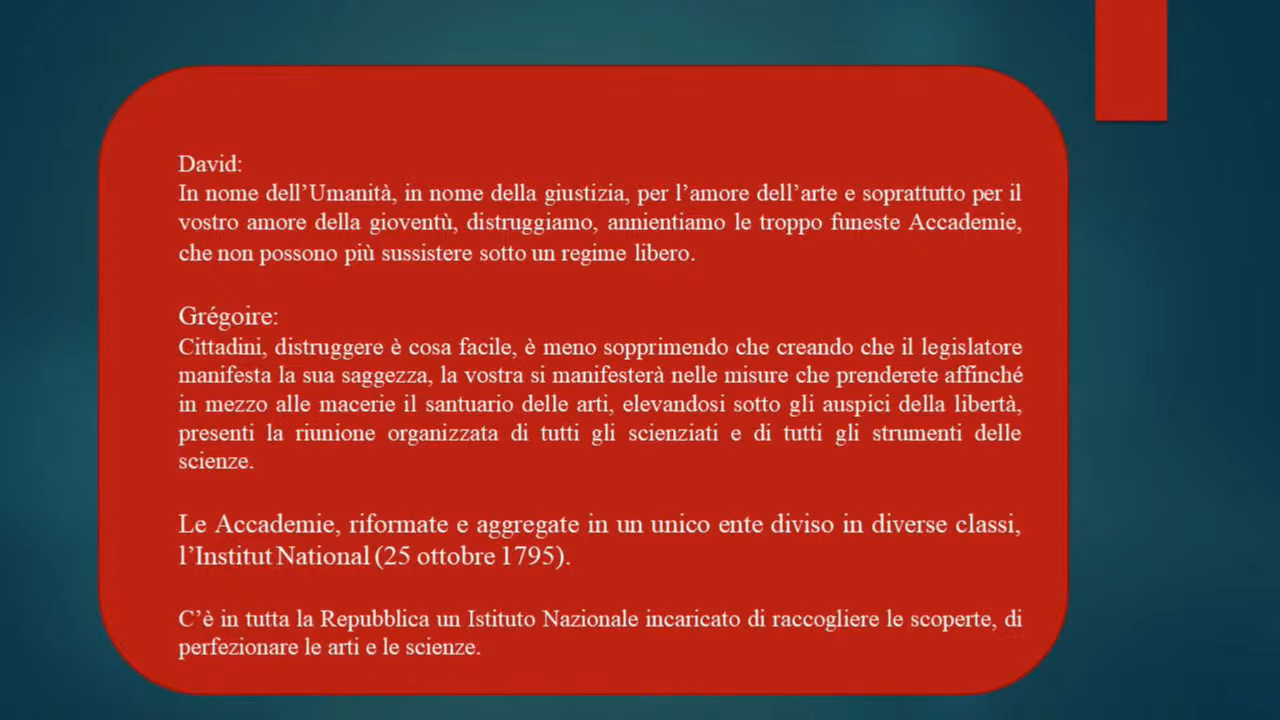 David:
In nome dell’Umanità, in nome della giustizia, per l’amore dell’arte e soprattutto per il
vostro amore della gioventù, distruggiamo, annientiamo le troppo funeste Accademie,
che non possono più sussistere sotto un regime libero.
Grégoire:
Cittadini, distruggere è cosa facile, è meno sopprimendo che creando che il legislatore
manifesta la sua saggezza, la vostra si manifesterà nelle misure che prenderete affinché
in mezzo alle macerie il santuario delle arti, elevandosi sotto gli auspici della libertà,
presenti la riunione organizzata di tutti gli scienziati e di tutti gli strumenti delle
scienze.
Le Accademie, riformate e aggregate in un unico ente diviso in diverse classi,
l’Institut National (25 ottobre 1795).
C’è in tutta la Repubblica un Istituto Nazionale incaricato di raccogliere le scoperte, di
perfezionare le arti e le scienze.